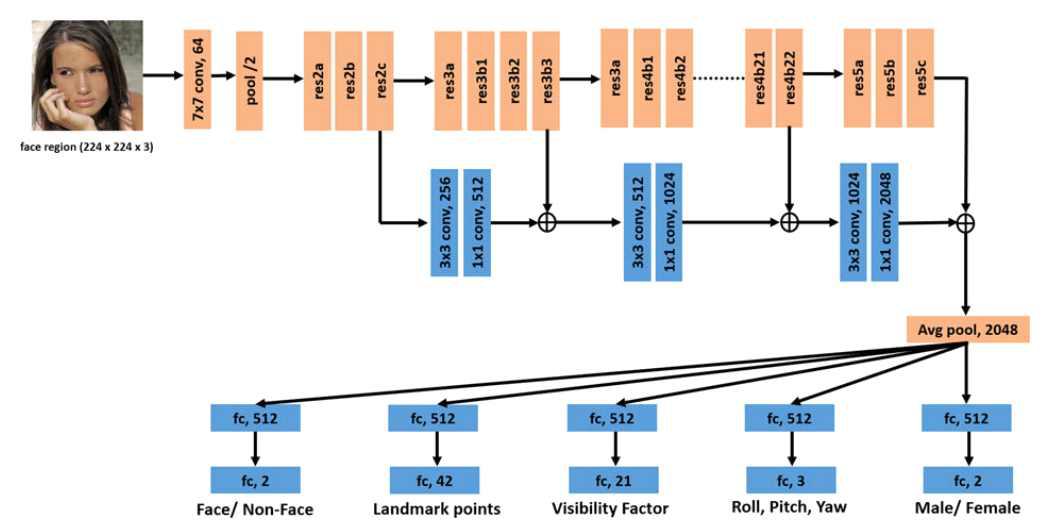 face region (224 x 224 x 3)
7x7 conv, 64
pool /2
res2a
res2b
res2c
res3a
res3b1
res3b2
res3b3
res3a
res4b1
res4b2
res4b21
res4b22
res5a
res5b
res5c
3x3 conv, 256
1x1 conv, 512
3x3 conv, 512
1x1 conv, 1024
3x3 conv, 1024
1x1 conv, 2048
Avg pool, 2048
fc, 512
fc, 512
fc, 512
fc, 512
fc, 512
fc, 2
fc, 42
fc, 21
fc, 3
fc, 2
Face/ Non-Face
Landmark points
Visibility Factor
Roll, Pitch, Yaw
Male/ Female